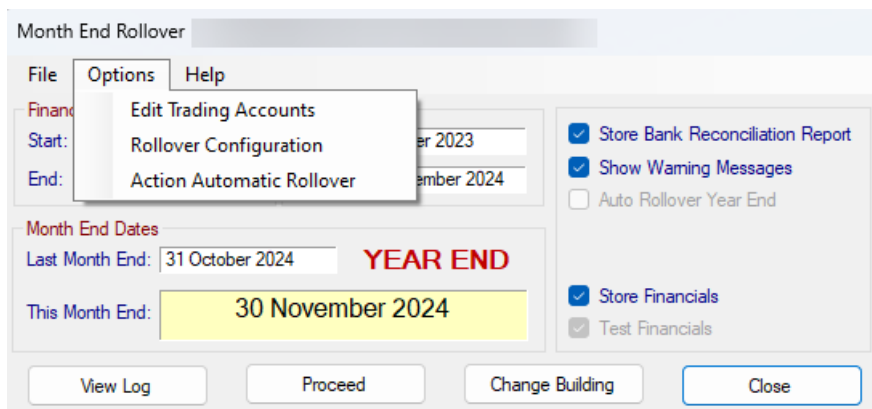 Month End Rollover
File Options Help
Edit Trading Accounts
Rollover Configuration
Action Automatic Rollover
Start:
2023
End:
2024
Month End Dates
Last Month End: 31 October 2024
YEAR END
This Month End: 30 November 2024
Store Bank Reconciliation Report
Show Warning Messages
Auto Rollover Year End
Store Financials
Test Financials
View Log Proceed Change Building Close